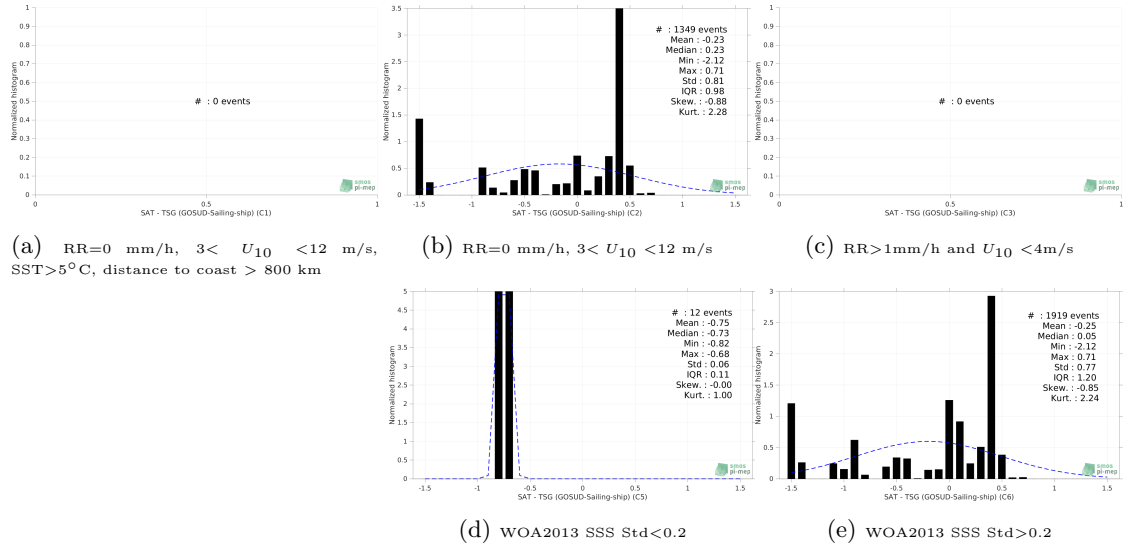 1
0.9
0.8
0.7
0.6
0.5
0.4
0.3
0.2
0.1
0
Normalized histogram
# : 0 events
smos
pi-mep
0 0.5 1
SAT - TSG (GOSUD-Sailing-ship) (C1)
3.5
3
2.5
2
1.5
1
0.5
0
Normalized histogram
# : 1349 events
Mean : -0.23
Median : 0.23
Min : -2.12
Max : 0.71
Std : 0.81
IQR : 0.98
Skew. : -0.88
Kurt. : 2.28
smos
pi-mep
-1.5 -1 -0.5 0 0.5 1 1.5
SAT - TSG (GOSUD-Sailing-ship) (C2)
1
0.9
0.8
0.7
0.6
0.5
0.4
0.3
0.2
0.1
0
Normalized histogram
# : 0 events
smos
pi-mep
0 0.5 1
SAT - TSG (GOSUD-Sailing-ship) (C3)
(a) RR=0 mm/h, 3< U10 <12 m/s,
SST>5°C, distance to coast > 800 km
(b) RR=0 mm/h, 3< U10 <12 m/s
(c) RR>1mm/h and U10 <4m/s
5
4.5
4
3.5
3
2.5
2
1.5
1
0.5
0
Normalized histogram
# : 12 events
Mean : -0.75
Median : -0.73
Min : -0.82
Max : -0.68
Std : 0.06
IQR : 0.11
Skew. : -0.00
Kurt. : 1.00
smos
pi-mep
-1.5 -1 -0.5 0 0.5 1 1.5
SAT - TSG (GOSUD-Sailing-ship) (C5)
3
2.5
2
1.5
1
0.5
0
Normalized histogram
# : 1919 events
Mean : -0.25
Median : 0.05
Min : -2.12
Max : 0.71
Std : 0.77
IQR : 1.20
Skew. : -0.85
Kurt. : 2.24
smos
pi-mep
-1.5 -1 -0.5 0 0.5 1 1.5
SAT - TSG (GOSUD-Sailing-ship) (C6)
(d) WOA2013 SSS Std<0.2
(e) WOA2013 SSS Std>0.2